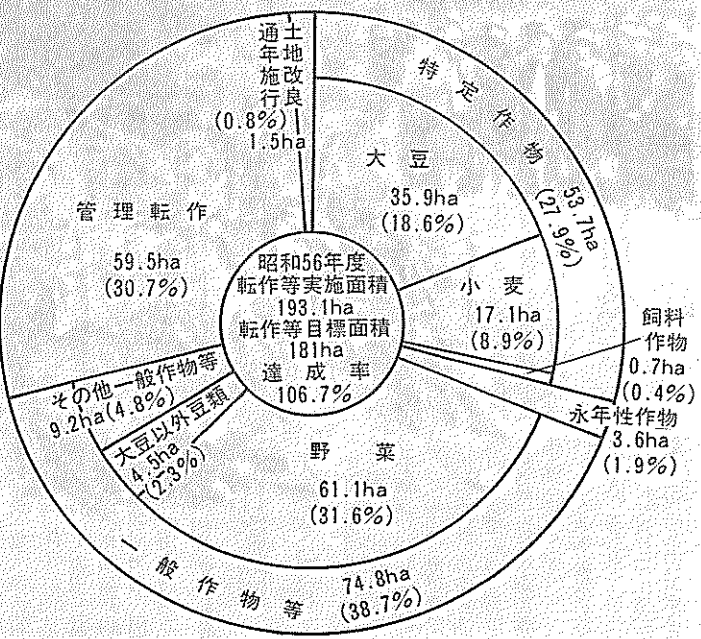 昭和56年度
転作等実施面積
193.1ha
転作等目標面積
181ha
達成率
106.7%
特定作物
53.7ha
(27.9%)
大豆
35.9ha
(18.6%)
小麦
17.1ha
(8.9%)
飼料
作物
0.7ha
(0.4%)
永年性作物
3.6ha
(1.9%)
野菜
61.1ha
(31.6%)
一般作物等
74.8ha
(38.7%)
大豆以外豆類
4.5ha
(2.3%)
その他一般作物等
9.2ha(4.8%)
管理転作
59.5ha
(30.7%)
土地改良
通年施行
(0.8%)
1.5ha